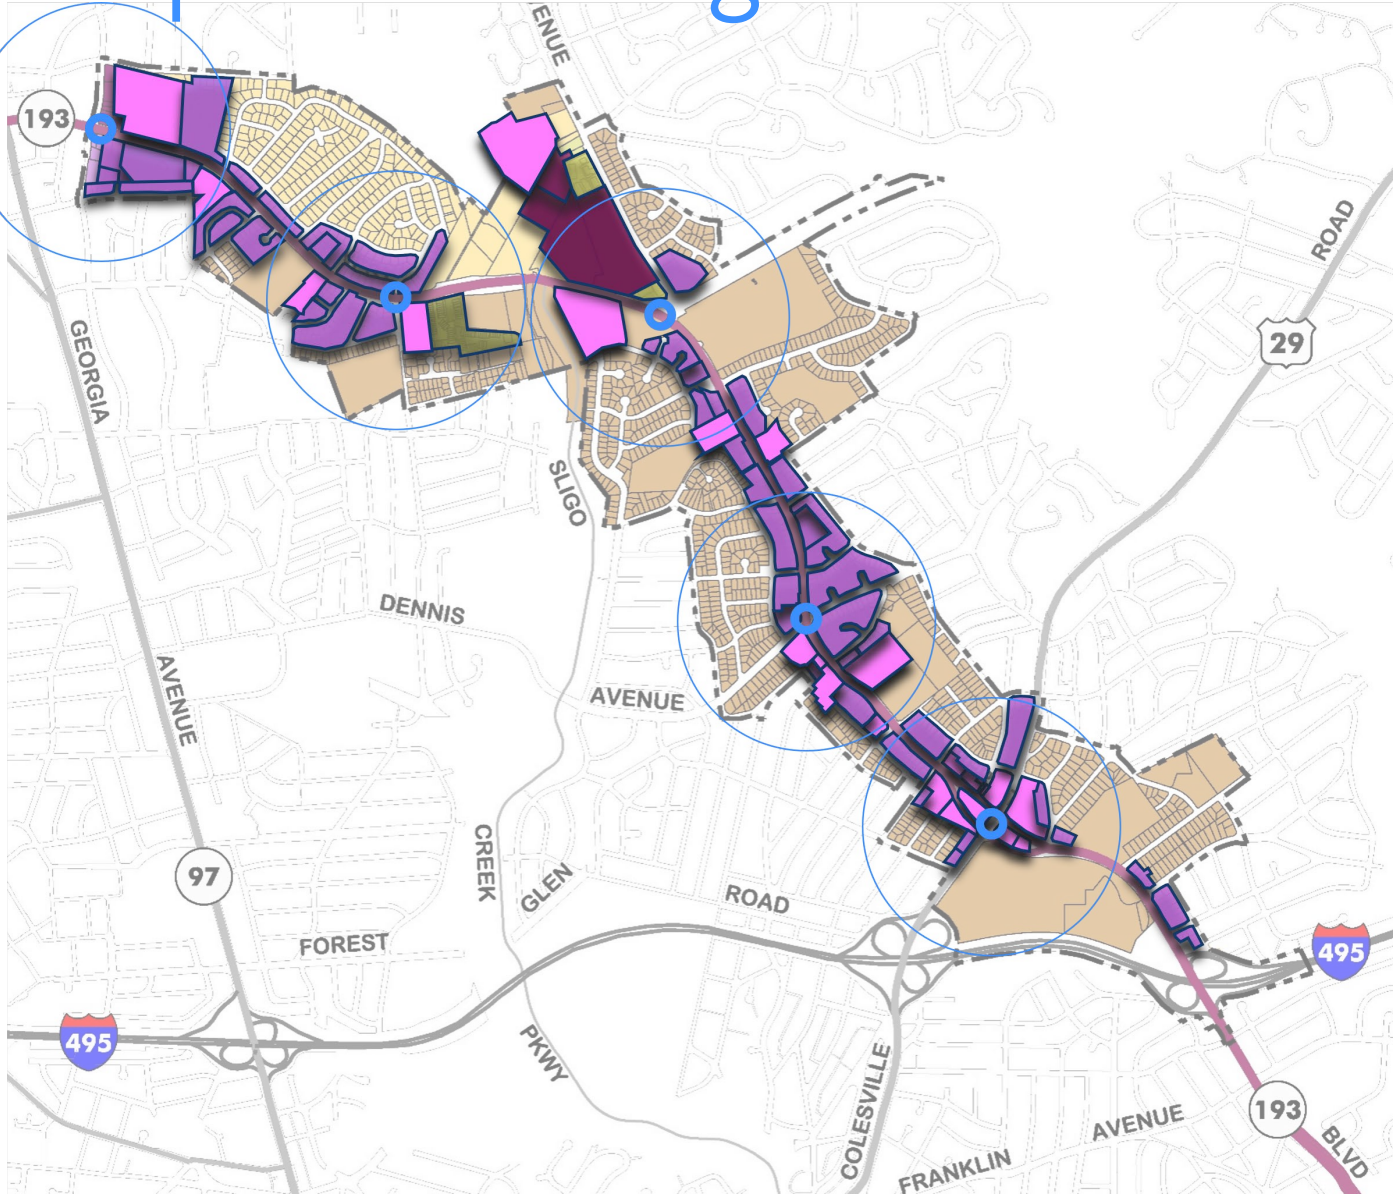 ENUE
193
ROAD
29
GEORGIA
SLIGO
DENNIS
AVENUE
AVENUE
CREEK
97
GLEN
ROAD
FOREST
495
495
PKWY
COLESVILLE
193
AVENUE
BLVD
FRANKLIN